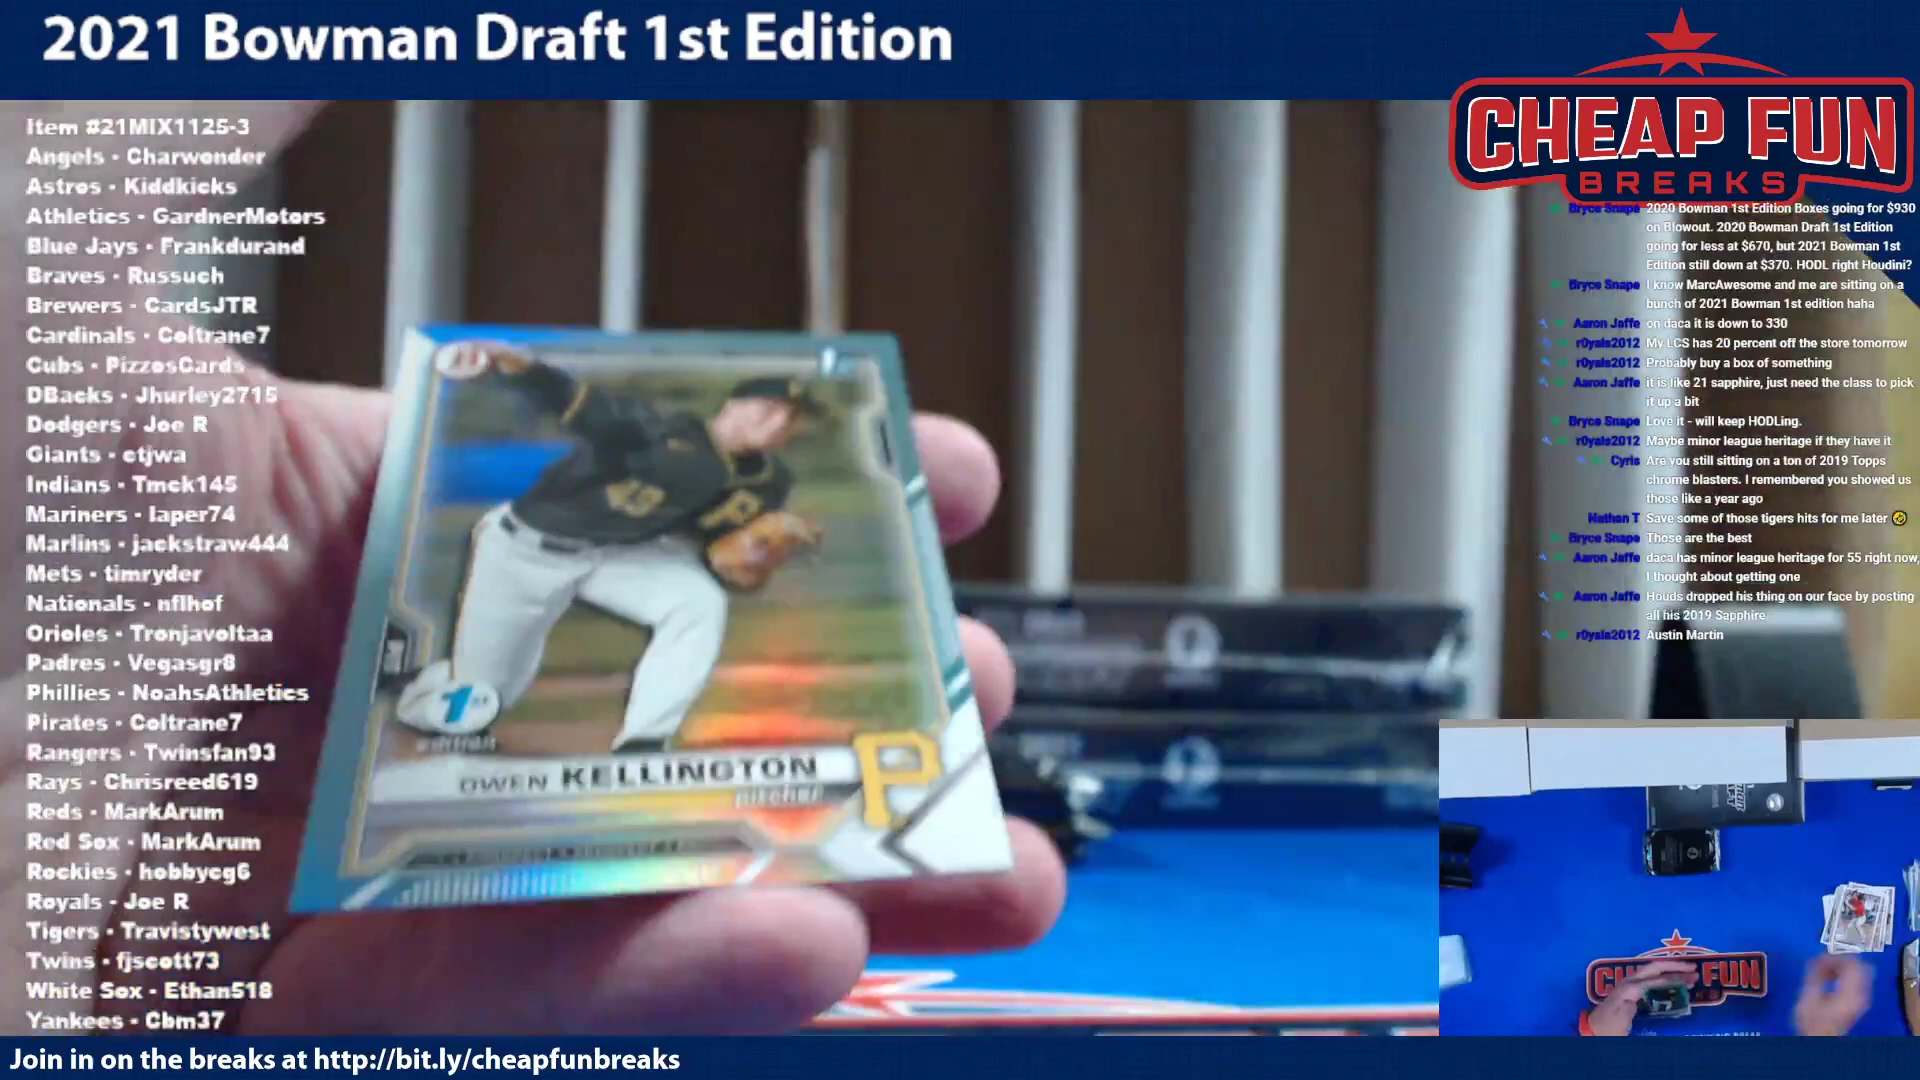 2021 Bowman Draft 1st Edition
CHEAP FUN
BREAKS
Item #21MIX1125-3
Angels - Charwonder
Astros - Kiddkicks
Athletics - GardnerMotors
Blue Jays - Frankdurand
Braves - Russuch
Brewers - CardsJTR
Cardinals - Coltrane7
Cubs - PizzosCards
DBacks - Jhurley2715
Dodgers - Joe R
Giants - ctjwa
Indians - Tmck145
Mariners - laper74
Marlins - jackstraw444
Mets - timryder
Nationals - nflhof
Orioles - Tronjavoltaa
Padres - Vegasgr8
Phillies - NoahsAthletics
Pirates - Coltrane7
Rangers - Twinsfan93
Rays - Chrisreed619
Reds - MarkArum
Red Sox - MarkArum
Rockies - hobbycg6
Royals - Joe R
Tigers - Travistywest
Twins - fjscott73
White Sox - Ethan518
Yankees - Cbm37
P
1st
edition
OWEN KELLINGTON
pitcher
P
Bryce Snape 2020 Bowman 1st Edition Boxes going for $930
on Blowout. 2020 Bowman Draft 1st Edition
going for less at $670, but 2021 Bowman 1st
Edition still down at $370. HODL right Houdini?
Bryce Snape I know MarcAwesome and me are sitting on a
bunch of 2021 Bowman 1st edition haha
Aaron Jaffe on daca it is down to 330
r0yals2012 My LCS has 20 percent off the store tomorrow
r0yals2012 Probably buy a box of something
Aaron Jaffe it is like 21 sapphire, just need the class to pick
it up a bit
Bryce Snape Love it - will keep HODLing.
r0yals2012 Maybe minor league heritage if they have it
Cyris Are you still sitting on a ton of 2019 Topps
chrome blasters. I remembered you showed us
those like a year ago
Nathan T Save some of those tigers hits for me later
Bryce Snape Those are the best
Aaron Jaffe daca has minor league heritage for 55 right now,
I thought about getting one
Aaron Jaffe Houds dropped his thing on our face by posting
all his 2019 Sapphire
r0yals2012 Austin Martin
FUN
Join in on the breaks at http://bit.ly/cheapfunbreaks